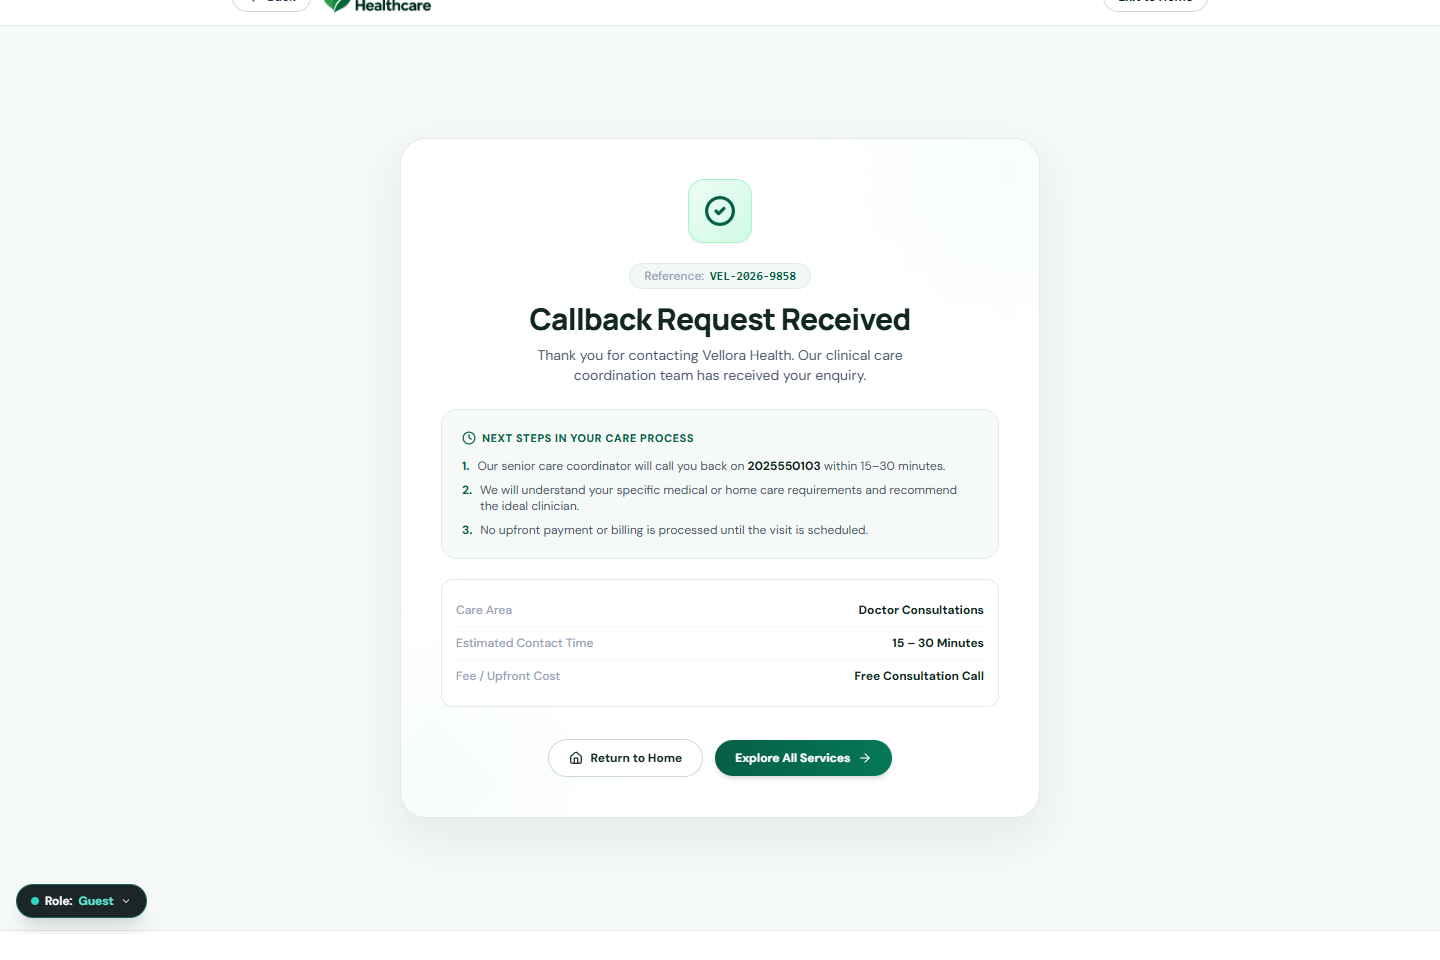 Healthcare
Reference: VEL-2026-9858
Callback Request Received
Thank you for contacting Vellora Health. Our clinical care
coordination team has received your enquiry.
NEXT STEPS IN YOUR CARE PROCESS
1. Our senior care coordinator will call you back on 2025550103 within 15–30 minutes.
2. We will understand your specific medical or home care requirements and recommend
the ideal clinician.
3. No upfront payment or billing is processed until the visit is scheduled.
Care Area Doctor Consultations
Estimated Contact Time 15 – 30 Minutes
Fee / Upfront Cost Free Consultation Call
Return to Home Explore All Services
Role: Guest